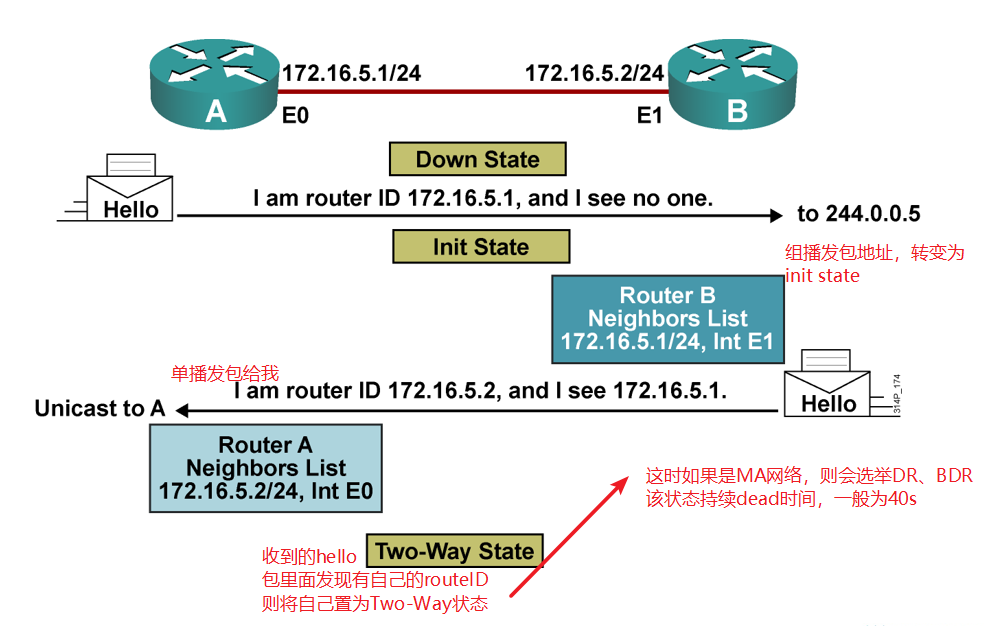 172.16.5.1/24
172.16.5.2/24
A
B
E0
E1
Down State
Hello
I am router ID 172.16.5.1, and I see no one.
to 244.0.0.5
Init State
组播发包地址，转变为
init state
Router B
Neighbors List
172.16.5.1/24, Int E1
单播发包给我
I am router ID 172.16.5.2, and I see 172.16.5.1.
Hello
314P_174
Unicast to A
Router A
Neighbors List
172.16.5.2/24, Int E0
这时如果是MA网络，则会选举DR、BDR
该状态持续dead时间，一般为40s
Two-Way State
收到的hello
包里面发现有自己的routeID
则将自己置为Two-Way状态